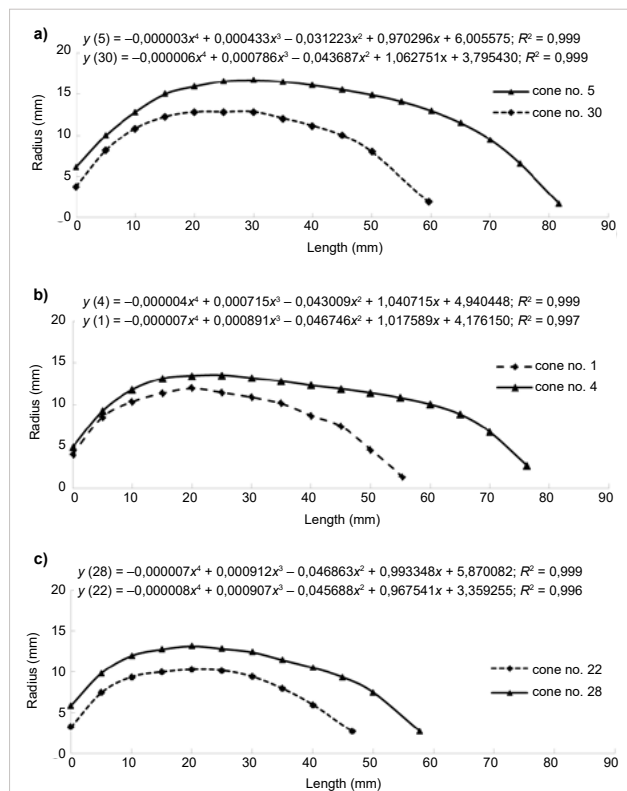 a)
y (5) = –0,000003x⁴ + 0,000433x³ – 0,031223x² + 0,970296x + 6,005575; R² = 0,999
y (30) = –0,000006x⁴ + 0,000786x³ – 0,043687x² + 1,062751x + 3,795430; R² = 0,999
20
15
10
5
0
Radius (mm)
cone no. 5
cone no. 30
0 10 20 30 40 50 60 70 80 90
Length (mm)
b)
y (4) = –0,000004x⁴ + 0,000715x³ – 0,043009x² + 1,040715x + 4,940448; R² = 0,999
y (1) = –0,000007x⁴ + 0,000891x³ – 0,046746x² + 1,017589x + 4,176150; R² = 0,997
20
15
10
5
0
Radius (mm)
cone no. 1
cone no. 4
0 10 20 30 40 50 60 70 80 90
Length (mm)
c)
y (28) = –0,000007x⁴ + 0,000912x³ – 0,046863x² + 0,993348x + 5,870082; R² = 0,999
y (22) = –0,000008x⁴ + 0,000907x³ – 0,045688x² + 0,967541x + 3,359255; R² = 0,996
20
15
10
5
0
Radius (mm)
cone no. 22
cone no. 28
0 10 20 30 40 50 60 70 80 90
Length (mm)